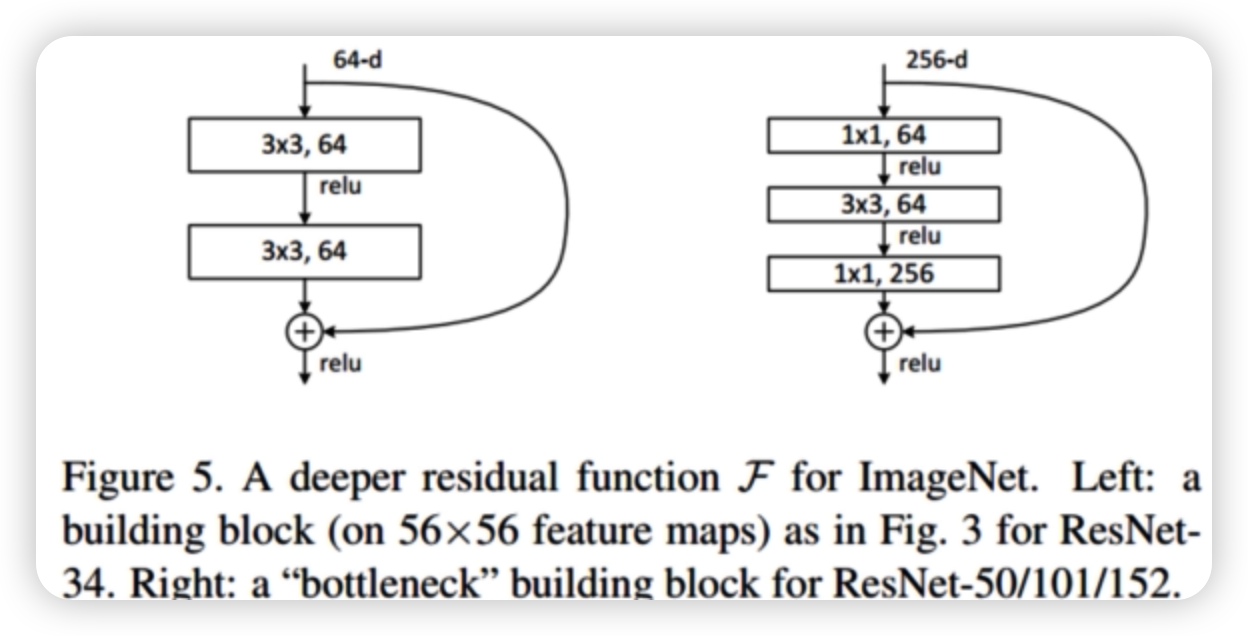 64-d
3x3, 64
relu
3x3, 64
+
relu
256-d
1x1, 64
relu
3x3, 64
relu
1x1, 256
+
relu
Figure 5. A deeper residual function F for ImageNet. Left: a
building block (on 56×56 feature maps) as in Fig. 3 for ResNet-
34. Right: a “bottleneck” building block for ResNet-50/101/152.